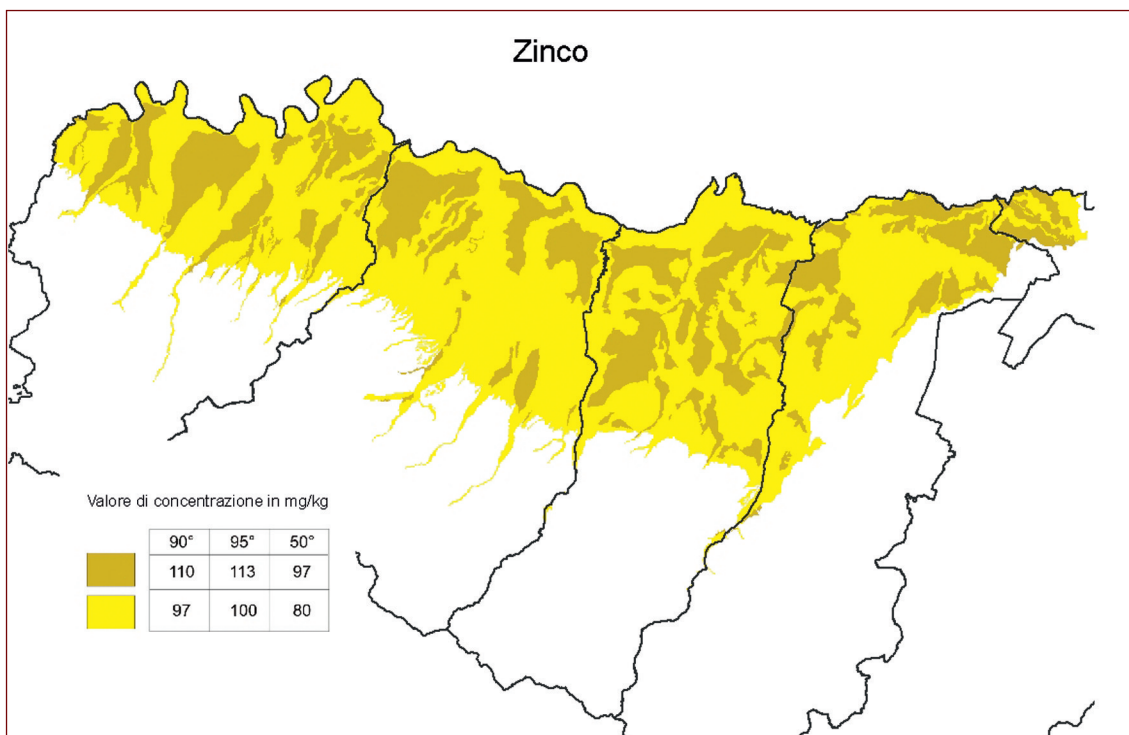 Zinco
Valore di concentrazione in mg/kg
90° 95° 50°
110 113 97
97 100 80